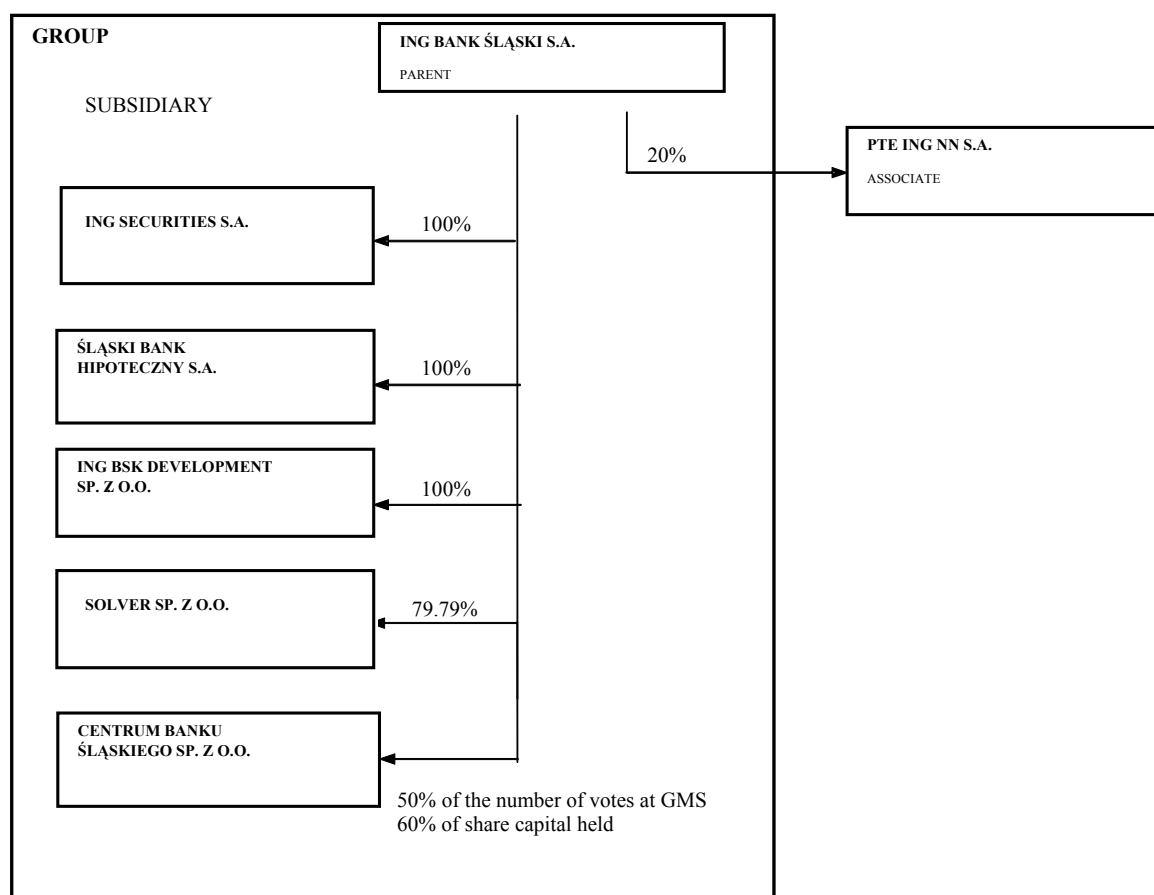 GROUP
ING BANK ŚLĄSKI S.A.
PARENT
SUBSIDIARY
20%
PTE ING NN S.A.
ASSOCIATE
ING SECURITIES S.A.
100%
ŚLĄSKI BANK
HIPOTECZNY S.A.
100%
ING BSK DEVELOPMENT
SP. Z O.O.
100%
SOLVER SP. Z O.O.
79.79%
CENTRUM BANKU
ŚLĄSKIEGO SP. Z O.O.
50% of the number of votes at GMS
60% of share capital held